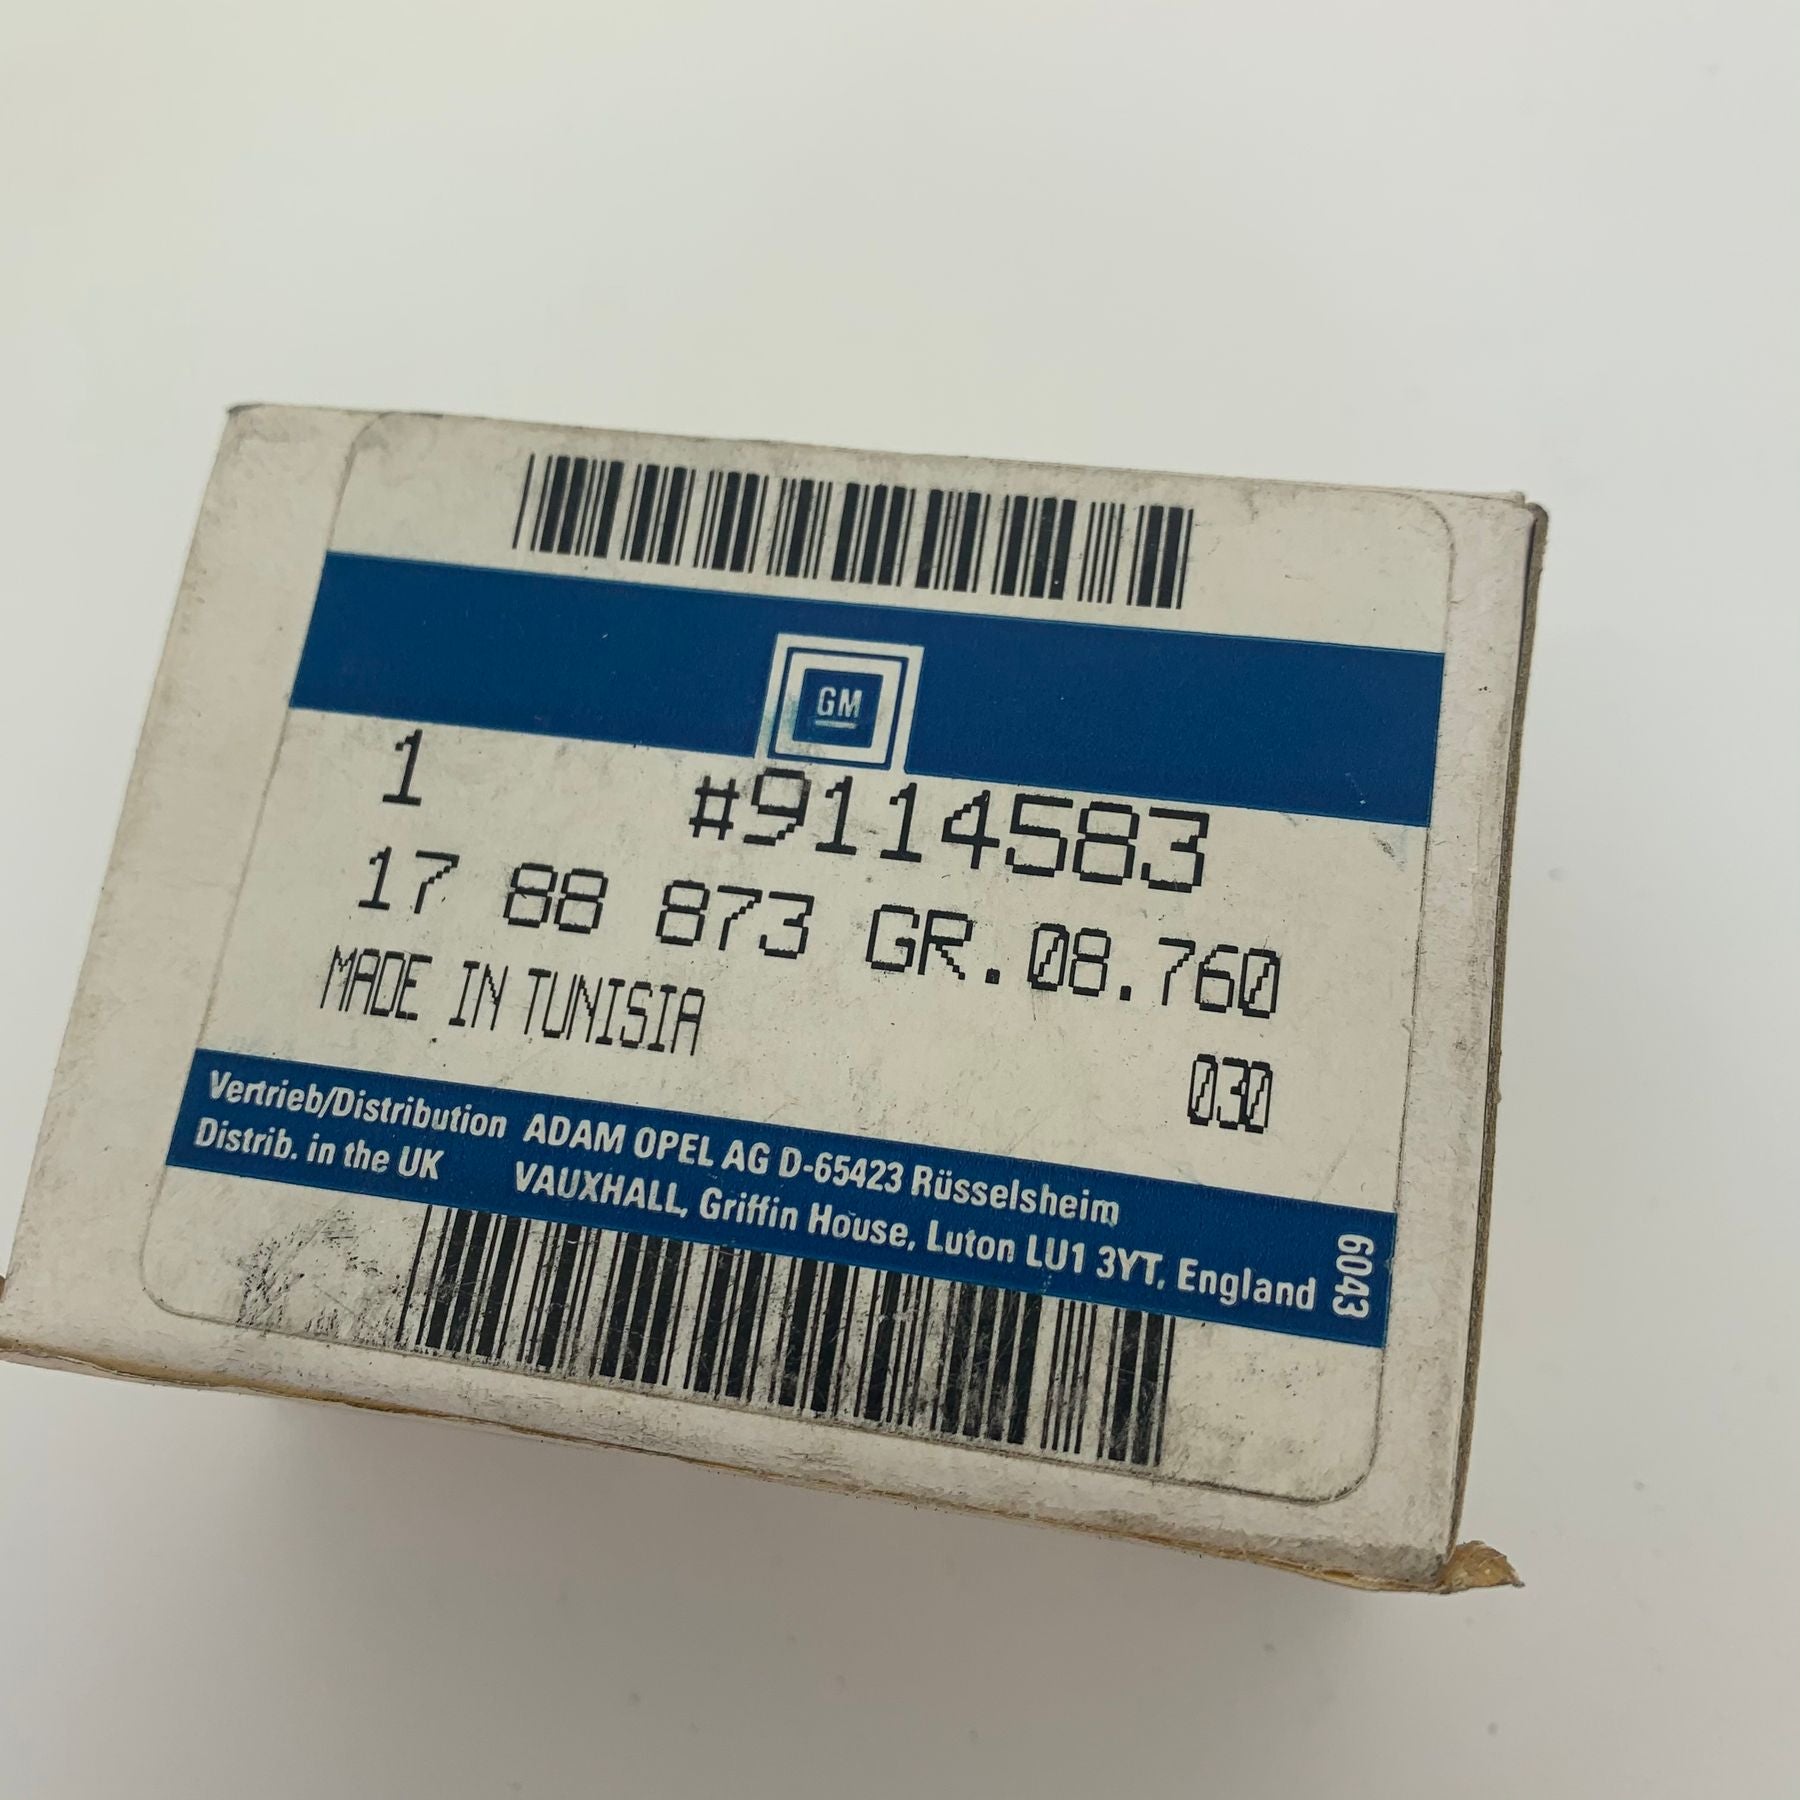 GM
1 #9114583
17 88 873 GR.08.760
MADE IN TUNISIA
030
Vertrieb/Distribution ADAM OPEL AG D-65423 Rüsselsheim
Distrib. in the UK VAUXHALL, Griffin House, Luton LU1 3YT, England
6043